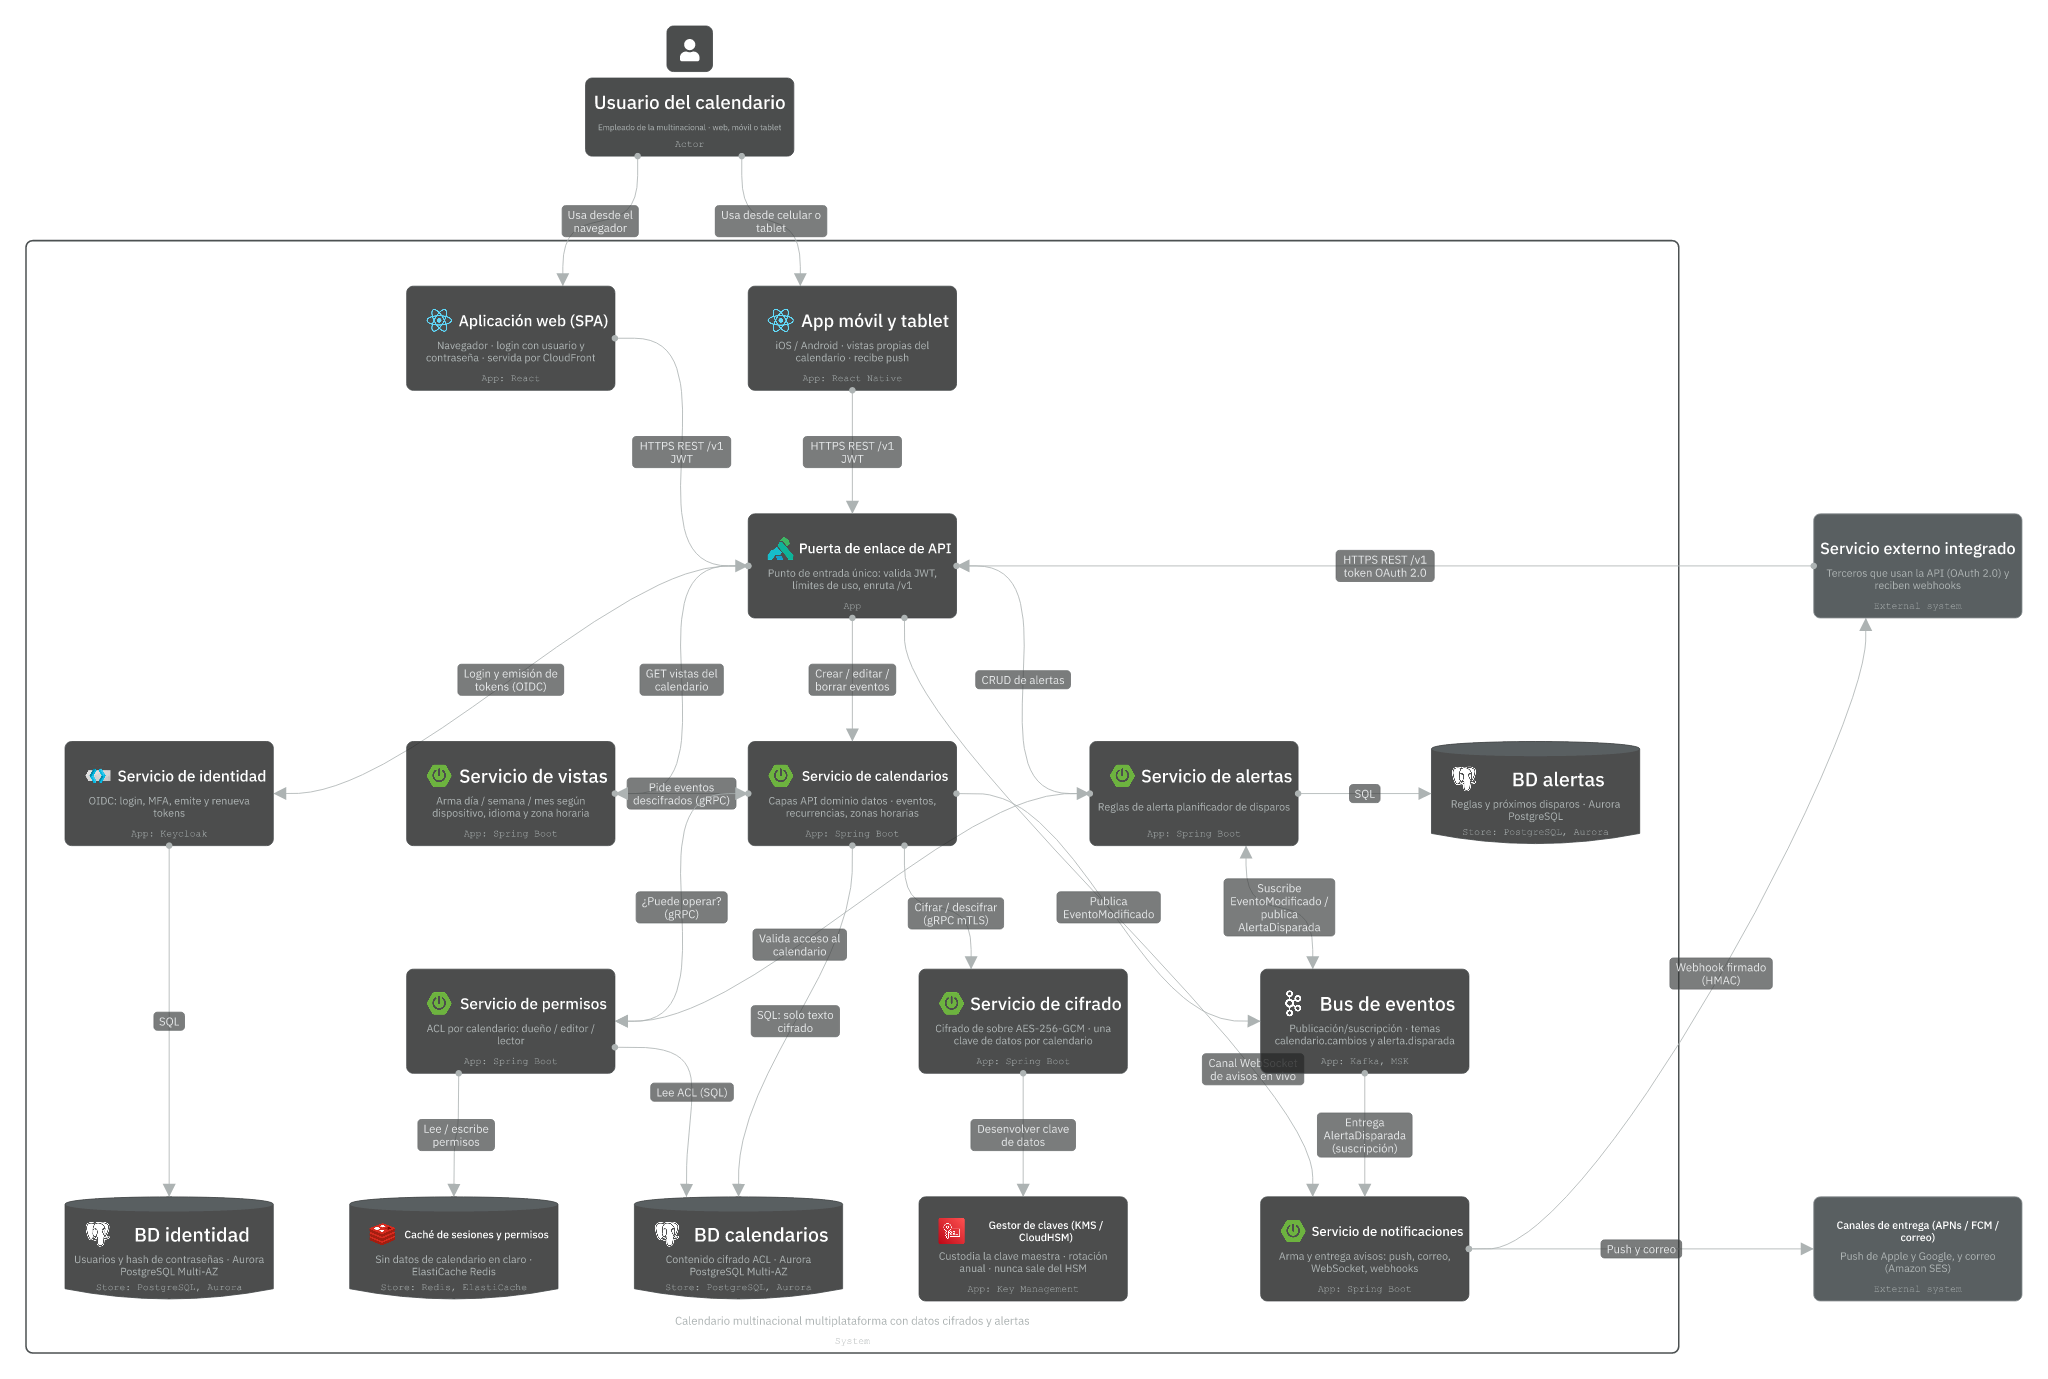 Usuario del calendario
Empleado de la multinacional · web, móvil o tablet
Actor
Usa desde el
navegador
Usa desde celular o
tablet
Aplicación web (SPA)
Navegador · login con usuario y
contraseña · servida por CloudFront
App: React
App móvil y tablet
iOS / Android · vistas propias del
calendario · recibe push
App: React Native
HTTPS REST /v1
JWT
HTTPS REST /v1
JWT
Puerta de enlace de API
Punto de entrada único: valida JWT,
límites de uso, enruta /v1
App
HTTPS REST /v1
token OAuth 2.0
Servicio externo integrado
Terceros que usan la API (OAuth 2.0) y
reciben webhooks
External system
Login y emisión de
tokens (OIDC)
GET vistas del
calendario
Crear / editar /
borrar eventos
CRUD de alertas
Servicio de identidad
OIDC: login, MFA, emite y renueva
tokens
App: Keycloak
Servicio de vistas
Arma día / semana / mes según
dispositivo, idioma y zona horaria
App: Spring Boot
Pide eventos
descifrados (gRPC)
Servicio de calendarios
Capas API dominio datos · eventos,
recurrencias, zonas horarias
App: Spring Boot
Servicio de alertas
Reglas de alerta planificador de disparos
App: Spring Boot
SQL
BD alertas
Reglas y próximos disparos · Aurora
PostgreSQL
Store: PostgreSQL, Aurora
¿Puede operar?
(gRPC)
Cifrar / descifrar
(gRPC mTLS)
Publica
EventoModificado
Suscribe
EventoModificado /
publica
AlertaDisparada
Valida acceso al
calendario
Webhook firmado
(HMAC)
Servicio de permisos
ACL por calendario: dueño / editor /
lector
App: Spring Boot
SQL: solo texto
cifrado
Servicio de cifrado
Cifrado de sobre AES-256-GCM · una
clave de datos por calendario
App: Spring Boot
Bus de eventos
Publicación/suscripción · temas
calendario.cambios y alerta.disparada
App: Kafka, MSK
SQL
Canal WebSocket
de avisos en vivo
Lee ACL (SQL)
Lee / escribe
permisos
Desenvolver clave
de datos
Entrega
AlertaDisparada
(suscripción)
BD identidad
Usuarios y hash de contraseñas · Aurora
PostgreSQL Multi-AZ
Store: PostgreSQL, Aurora
Caché de sesiones y permisos
Sin datos de calendario en claro ·
ElastiCache Redis
Store: Redis, ElastiCache
BD calendarios
Contenido cifrado ACL · Aurora
PostgreSQL Multi-AZ
Store: PostgreSQL, Aurora
Gestor de claves (KMS /
CloudHSM)
Custodia la clave maestra · rotación
anual · nunca sale del HSM
App: Key Management
Servicio de notificaciones
Arma y entrega avisos: push, correo,
WebSocket, webhooks
App: Spring Boot
Push y correo
Canales de entrega (APNs / FCM /
correo)
Push de Apple y Google, y correo
(Amazon SES)
External system
Calendario multinacional multiplataforma con datos cifrados y alertas
System